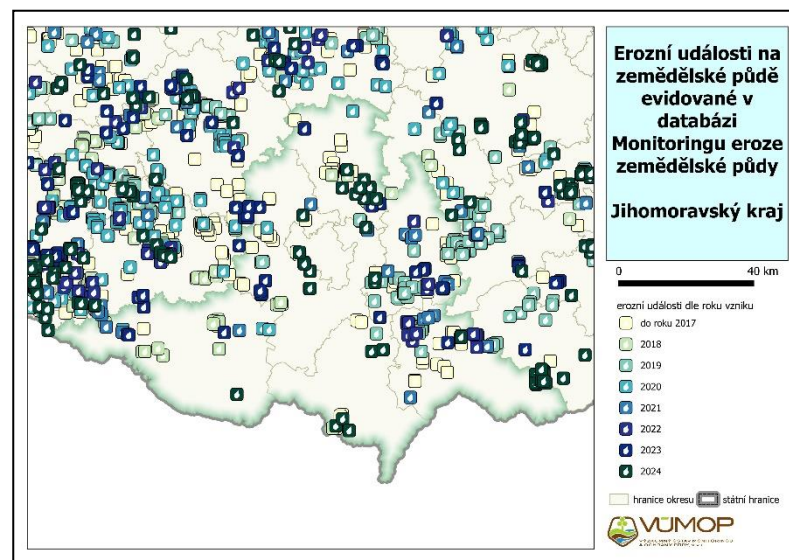 Erozní události na
zemědělské půdě
evidované v
databázi
Monitoringu eroze
zemědělské půdy
Jihomoravský kraj
0 40 km
erozní události dle roku vzniku
do roku 2017
2018
2019
2020
2021
2022
2023
2024
hranice okresu státní hranice
VÚMOP